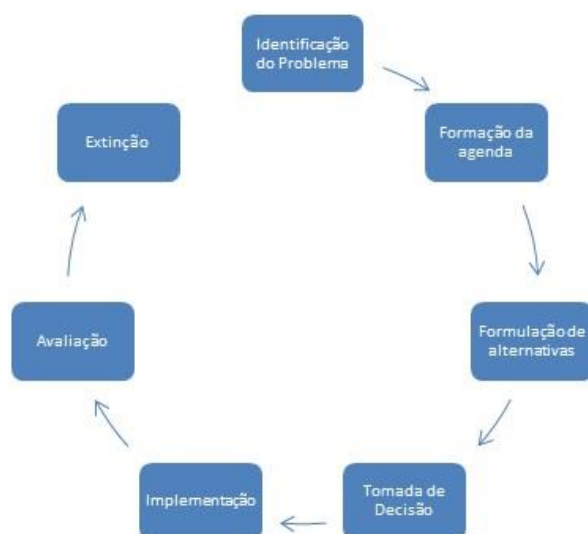 Identificação
do Problema
Formação da
agenda
Formulação de
alternativas
Tomada de
Decisão
Implementação
Avaliação
Extinção